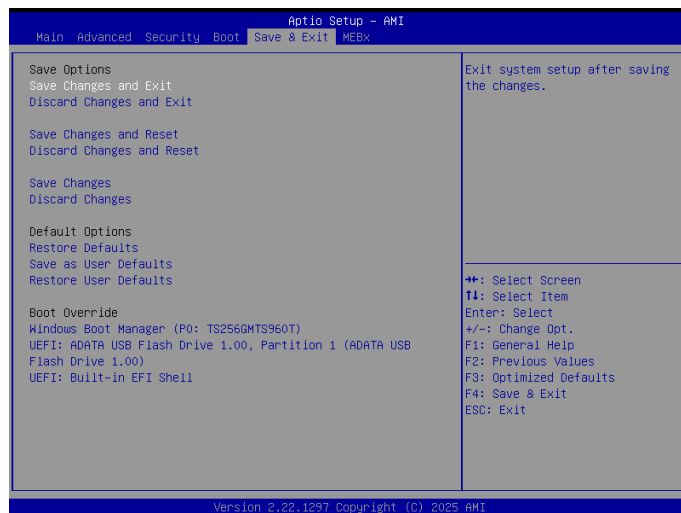 Aptio Setup - AMI
Main Advanced Security Boot Save & Exit MEBx
Save Options
Save Changes and Exit
Discard Changes and Exit
Save Changes and Reset
Discard Changes and Reset
Save Changes
Discard Changes
Default Options
Restore Defaults
Save as User Defaults
Restore User Defaults
Boot Override
Windows Boot Manager (P0: TS256GMTS960T)
UEFI: ADATA USB Flash Drive 1.00, Partition 1 (ADATA USB
Flash Drive 1.00)
UEFI: Built-in EFI Shell
Exit system setup after saving
the changes.
→←: Select Screen
↑↓: Select Item
Enter: Select
+/-: Change Opt.
F1: General Help
F2: Previous Values
F3: Optimized Defaults
F4: Save & Exit
ESC: Exit
Version 2.22.1297 Copyright (C) 2025 AMI